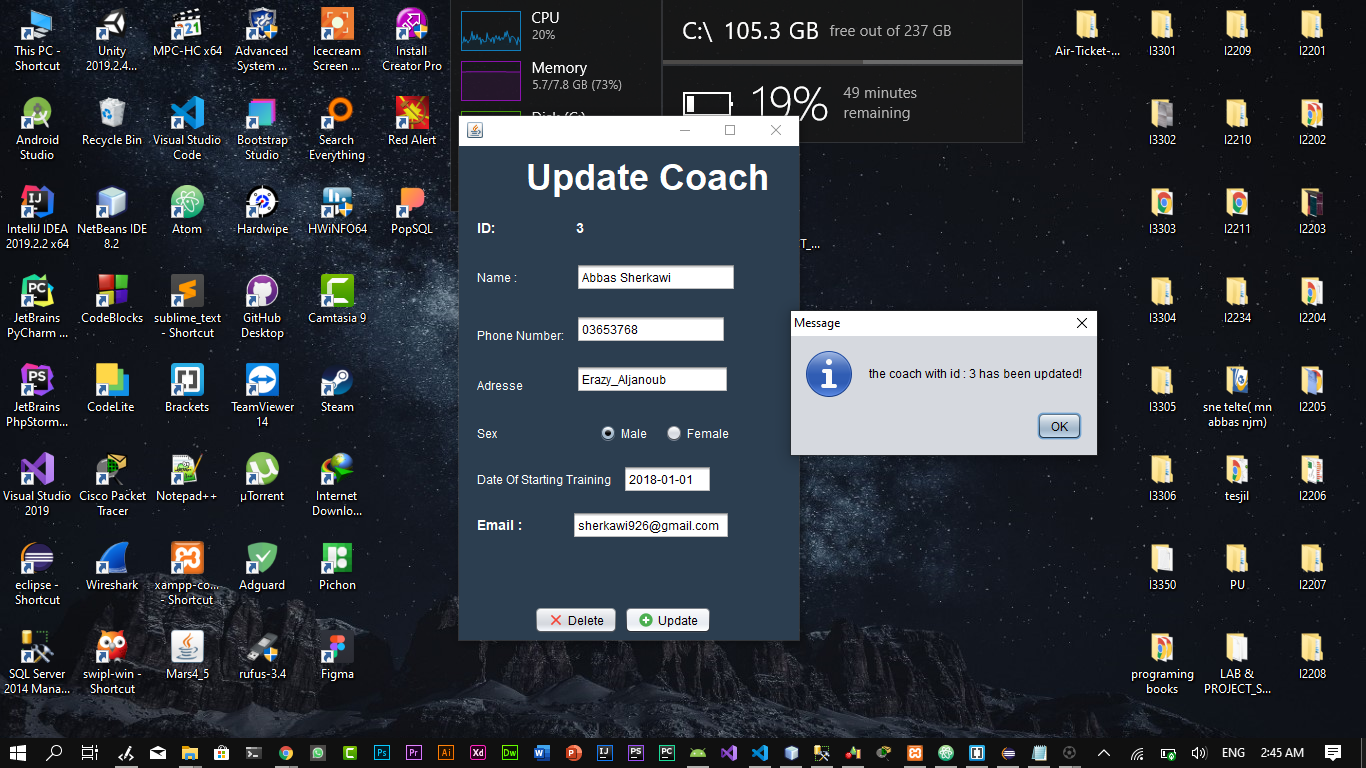 This PC -
Shortcut
Unity
2019.2.4...
MPC-HC x64
Advanced
System ...
Icecream
Screen ...
Install
Creator Pro
Android
Studio
Recycle Bin
Visual Studio
Code
Bootstrap
Studio
Search
Everything
Red Alert
IntelliJ IDEA
2019.2.2 x64
NetBeans IDE
8.2
Atom
Hardwipe
HWiNFO64
PopSQL
JetBrains
PyCharm ...
CodeBlocks
sublime_text
- Shortcut
GitHub
Desktop
Camtasia 9
JetBrains
PhpStorm...
CodeLite
Brackets
TeamViewer
14
Steam
Visual Studio
2019
Cisco Packet
Tracer
Notepad++
µTorrent
Internet
Downlo...
eclipse -
Shortcut
Wireshark
xampp-co...
- Shortcut
Adguard
Pichon
SQL Server
2014 Mana...
swipl-win -
Shortcut
Mars4_5
rufus-3.4
Figma
CPU
20%
Memory
5.7/7.8 GB (73%)
C:\ 105.3 GB free out of 237 GB
19%
49 minutes
remaining
Update Coach
ID: 3
Name : Abbas Sherkawi
Phone Number: 03653768
Adresse Erazy_Aljanoub
Sex Male Female
Date Of Starting Training 2018-01-01
Email : sherkawi926@gmail.com
Delete Update
T_...
Message
the coach with id : 3 has been updated!
OK
Air-Ticket-...
I3301
I2209
I2201
I3302
I2210
I2202
I3303
I2211
I2203
I3304
I2234
I2204
I3305
sne telte( mn
abbas njm)
I2205
I3306
tesjil
I2206
I3350
PU
I2207
programing
books
LAB &
PROJECT_S...
I2208
ENG
2:45 AM